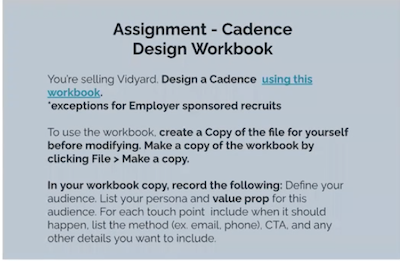 Assignment - Cadence
Design Workbook
You're selling Vidyard. Design a Cadence using this
workbook.
*exceptions for Employer sponsored recruits
To use the workbook, create a Copy of the file for yourself
before modifying. Make a copy of the workbook by
clicking File > Make a copy.
In your workbook copy, record the following: Define your
audience. List your persona and value prop for this
audience. For each touch point include when it should
happen, list the method (ex. email, phone), CTA, and any
other details you want to include.